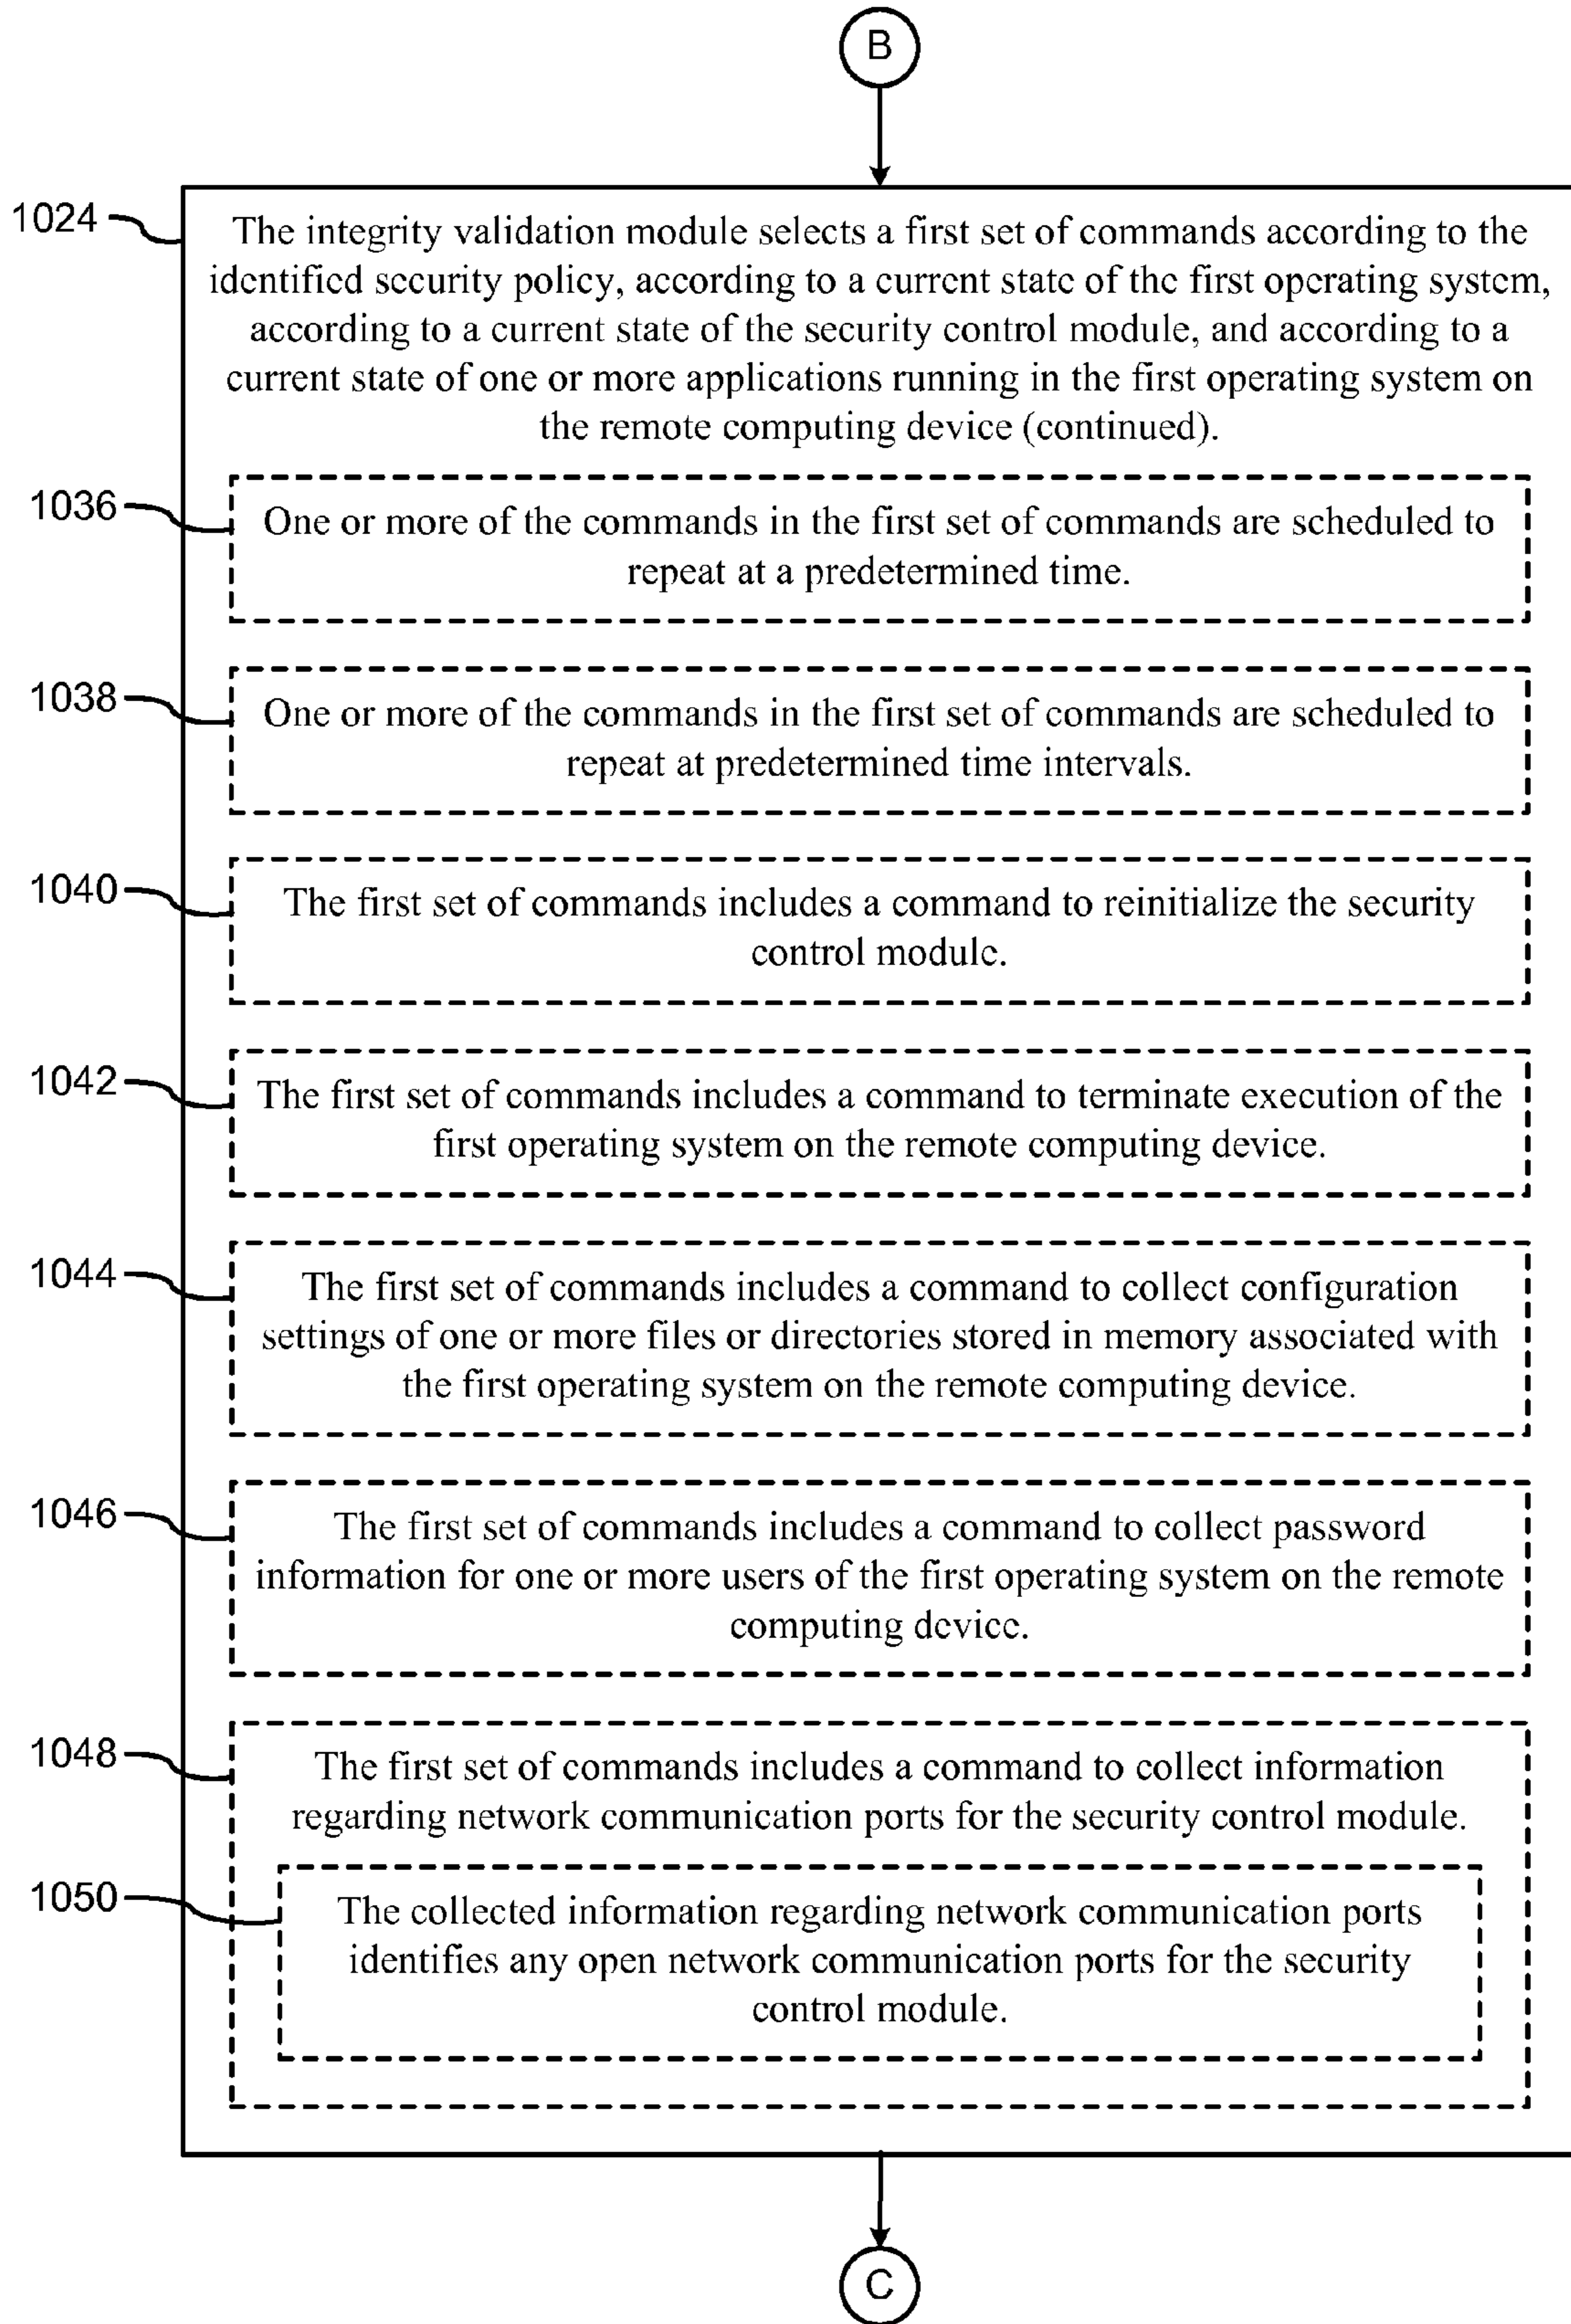 B
1024
The integrity validation module selects a first set of commands according to the
identified security policy, according to a current state of the first operating system,
according to a current state of the security control module, and according to a
current state of one or more applications running in the first operating system on
the remote computing device (continued).
1036
One or more of the commands in the first set of commands are scheduled to
repeat at a predetermined time.
1038
One or more of the commands in the first set of commands are scheduled to
repeat at predetermined time intervals.
1040
The first set of commands includes a command to reinitialize the security
control module.
1042
The first set of commands includes a command to terminate execution of the
first operating system on the remote computing device.
1044
The first set of commands includes a command to collect configuration
settings of one or more files or directories stored in memory associated with
the first operating system on the remote computing device.
1046
The first set of commands includes a command to collect password
information for one or more users of the first operating system on the remote
computing device.
1048
The first set of commands includes a command to collect information
regarding network communication ports for the security control module.
1050
The collected information regarding network communication ports
identifies any open network communication ports for the security
control module.
C